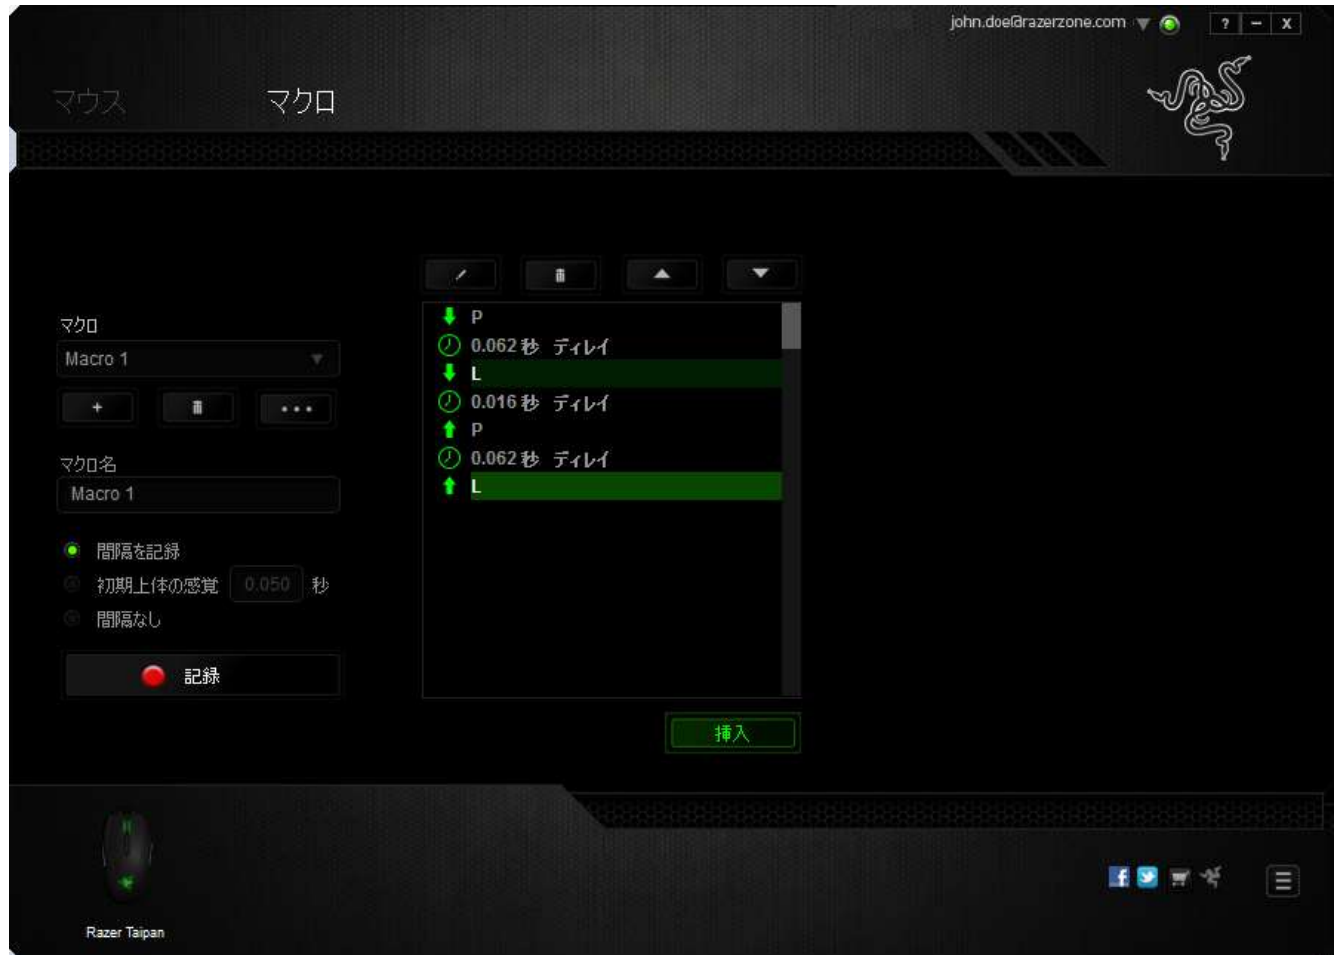 john.doe@razerzone.com
? - X
マウス マクロ
マクロ
Macro 1
マクロ名
Macro 1
間隔を記録
初期上体の感覚 0.050 秒
間隔なし
記録
P
0.062 秒 ディレイ
L
0.016 秒 ディレイ
P
0.062 秒 ディレイ
L
挿入
Razer Taipan